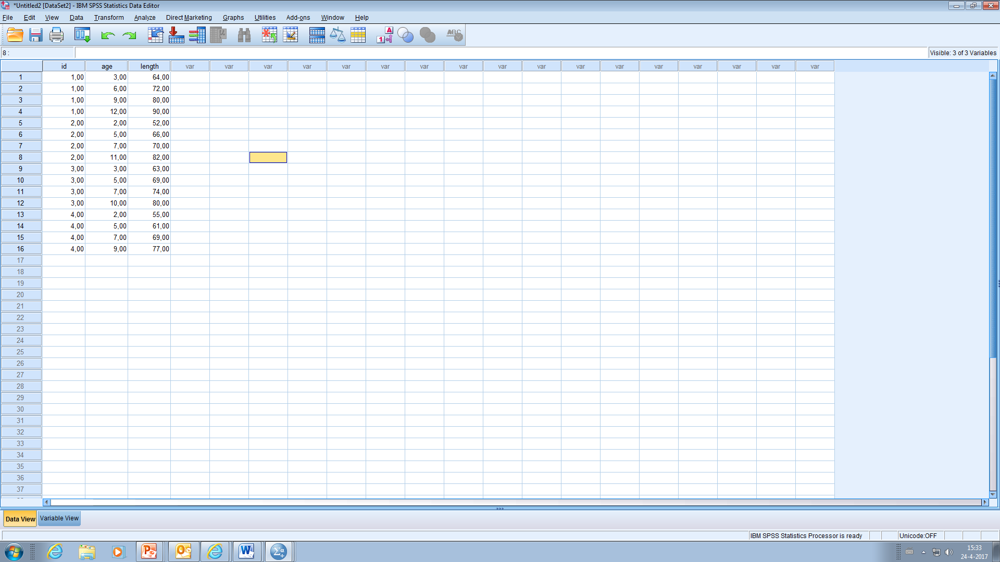 *Untitled2 [DataSet2] - IBM SPSS Statistics Data Editor
File Edit View Data Transform Analyze Direct Marketing Graphs Utilities Add-ons Window Help
8 :
Visible: 3 of 3 Variables
id age length var var var var var var var var var var var var var var var var var
1 1,00 3,00 64,00
2 1,00 6,00 72,00
3 1,00 9,00 80,00
4 1,00 12,00 90,00
5 2,00 2,00 52,00
6 2,00 5,00 66,00
7 2,00 7,00 70,00
8 2,00 11,00 82,00
9 3,00 3,00 63,00
10 3,00 5,00 69,00
11 3,00 7,00 74,00
12 3,00 10,00 80,00
13 4,00 2,00 55,00
14 4,00 5,00 61,00
15 4,00 7,00 69,00
16 4,00 9,00 77,00
17
18
19
20
21
22
23
24
25
26
27
28
29
30
31
32
33
34
35
36
37
Data View Variable View
IBM SPSS Statistics Processor is ready Unicode:OFF
15:33
24-4-2017